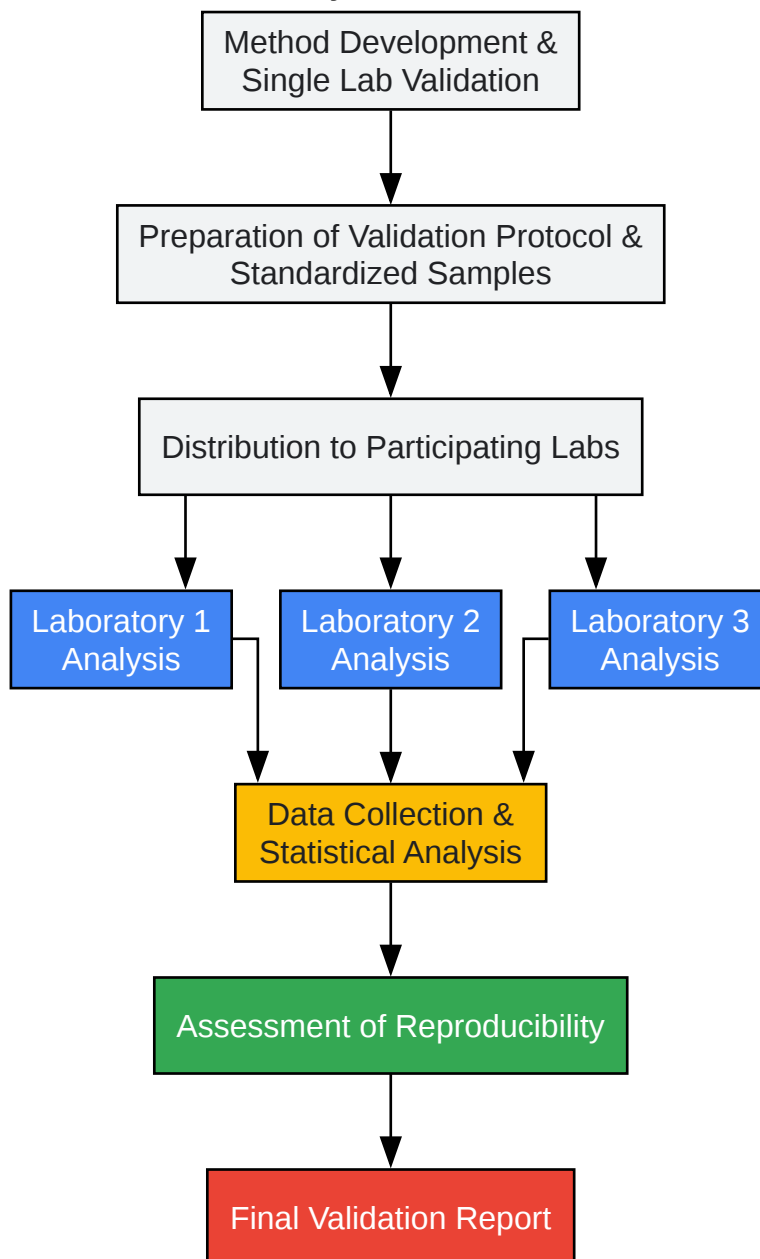 Method Development &
Single Lab Validation
Preparation of Validation Protocol &
Standardized Samples
Distribution to Participating Labs
Laboratory 1
Analysis
Laboratory 2
Analysis
Laboratory 3
Analysis
Data Collection &
Statistical Analysis
Assessment of Reproducibility
Final Validation Report